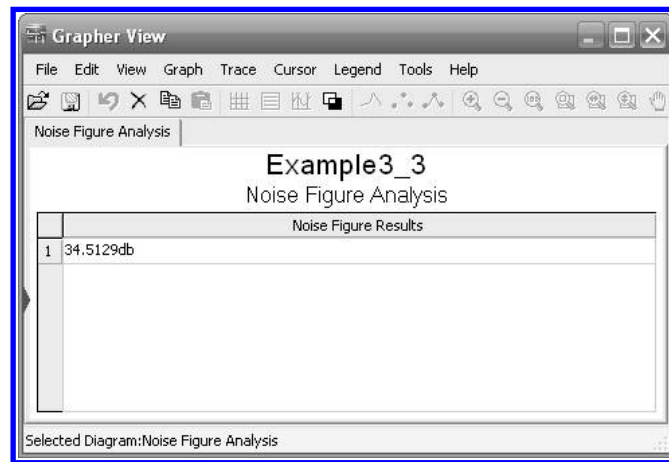 Grapher View
File Edit View Graph Trace Cursor Legend Tools Help
Noise Figure Analysis
Example3_3
Noise Figure Analysis
Noise Figure Results
1 34.5129db
Selected Diagram:Noise Figure Analysis